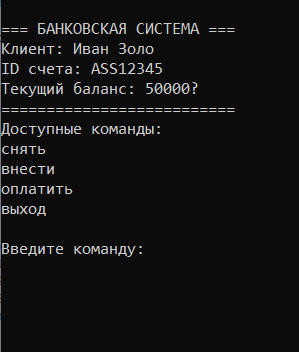 === БАНКОВСКАЯ СИСТЕМА ===
Клиент: Иван Золо
ID счета: ASS12345
Текущий баланс: 50000?
==========================
Доступные команды:
снять
внести
оплатить
выход
Введите команду: